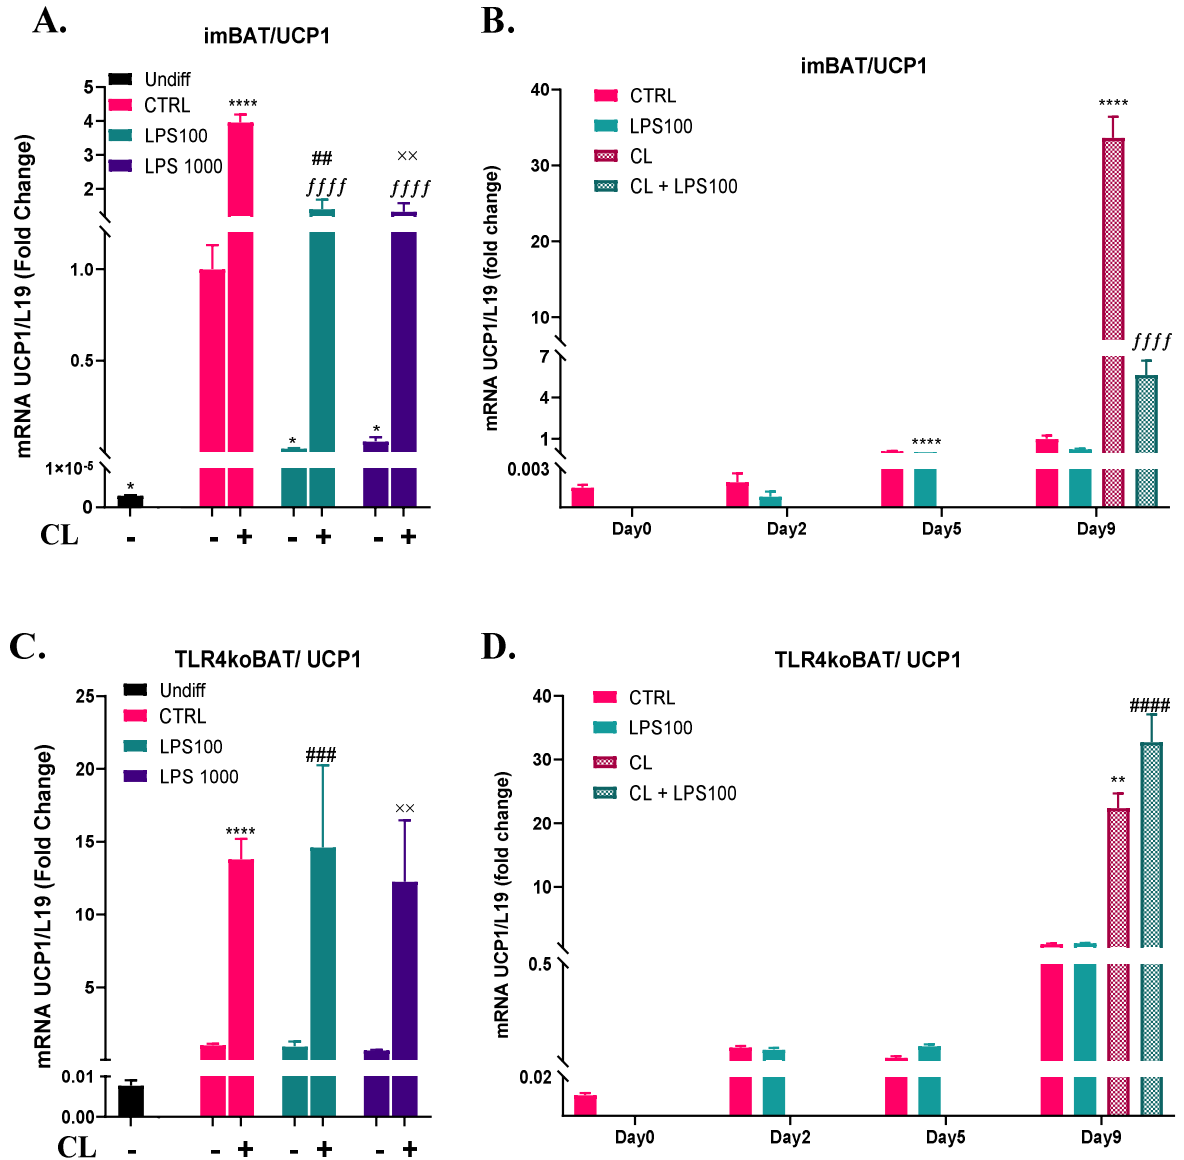 A.
imBAT/UCP1
mRNA UCP1/L19 (Fold Change)
Undiff
CTRL
LPS100
LPS 1000
5
4
3
2
1.0
0.5
1×10-5
0
*
****
*
##
ƒƒƒƒ
*
××
ƒƒƒƒ
CL
- - + - + - +
B.
imBAT/UCP1
mRNA UCP1/L19 (fold change)
CTRL
LPS100
CL
CL + LPS100
40
30
20
10
7
4
1
0.003
****
****
ƒƒƒƒ
Day0 Day2 Day5 Day9
C.
TLR4koBAT/ UCP1
mRNA UCP1/L19 (Fold Change)
Undiff
CTRL
LPS100
LPS 1000
25
20
15
10
5
0.01
0.00
****
###
××
CL
- - + - + - +
D.
TLR4koBAT/ UCP1
mRNA UCP1/L19 (fold change)
CTRL
LPS100
CL
CL + LPS100
40
30
20
10
0.5
0.02
**
####
Day0 Day2 Day5 Day9